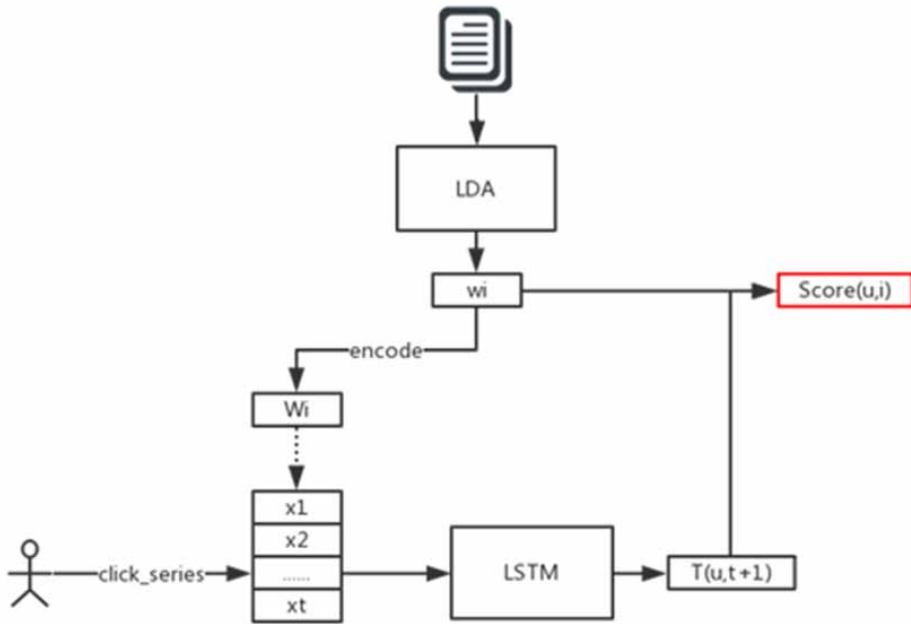 LDA
wi
Score(u,i)
encode
Wi
x1
x2
......
xt
click_series
LSTM
T(u,t+1)